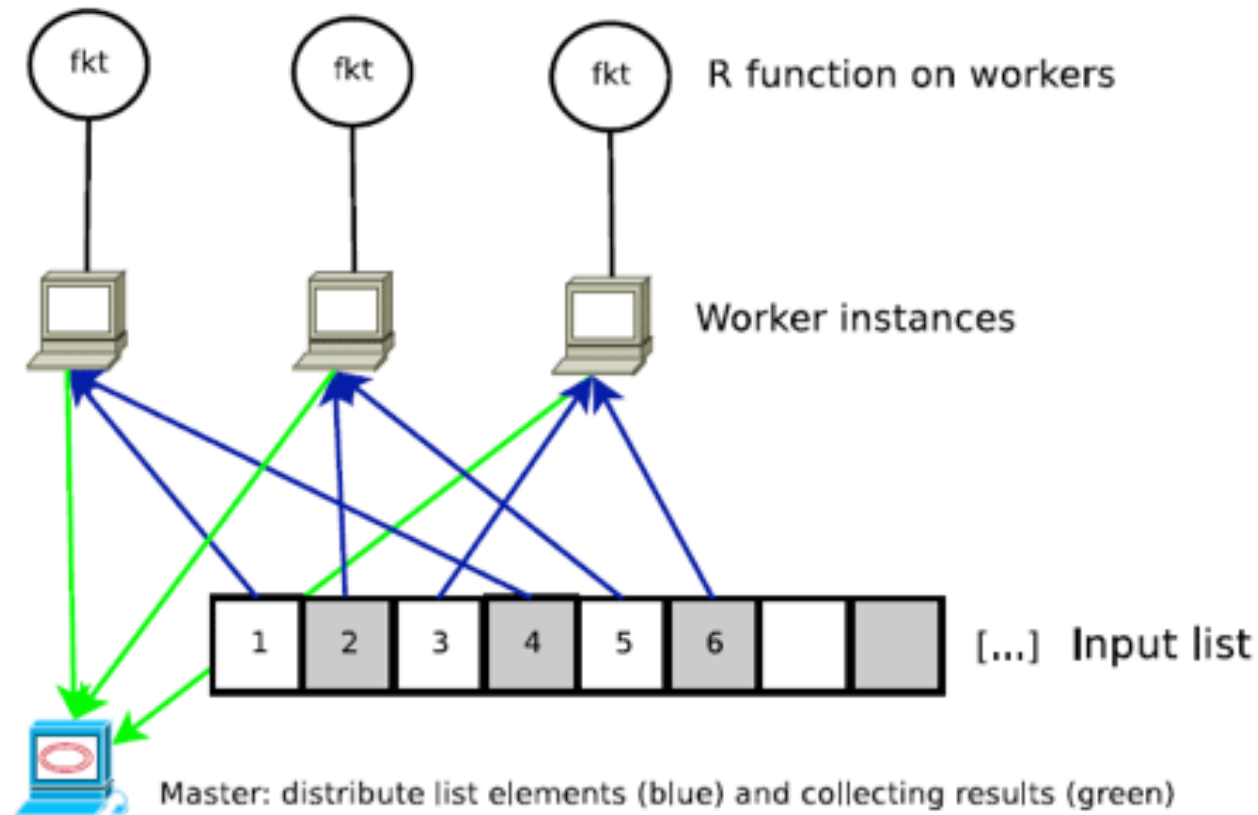 fkt fkt fkt R function on workers
Worker instances
1 2 3 4 5 6 [...] Input list
Master: distribute list elements (blue) and collecting results (green)